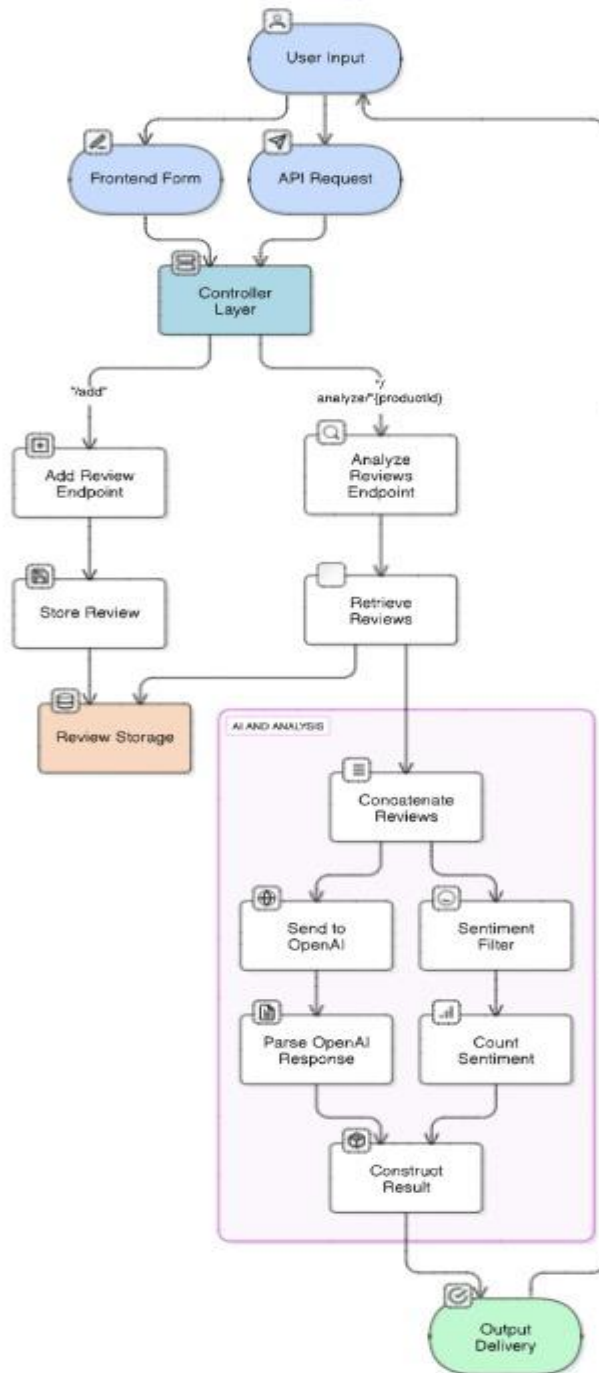 User Input
Frontend Form
API Request
Controller
Layer
"/add"
"/
analyze/"{productId}
Add Review
Endpoint
Analyze
Reviews
Endpoint
Store Review
Retrieve
Reviews
Review Storage
AI AND ANALYSIS
Concatenate
Reviews
Send to
OpenAI
Sentiment
Filter
Parse OpenAI
Response
Count
Sentiment
Construct
Result
Output
Delivery